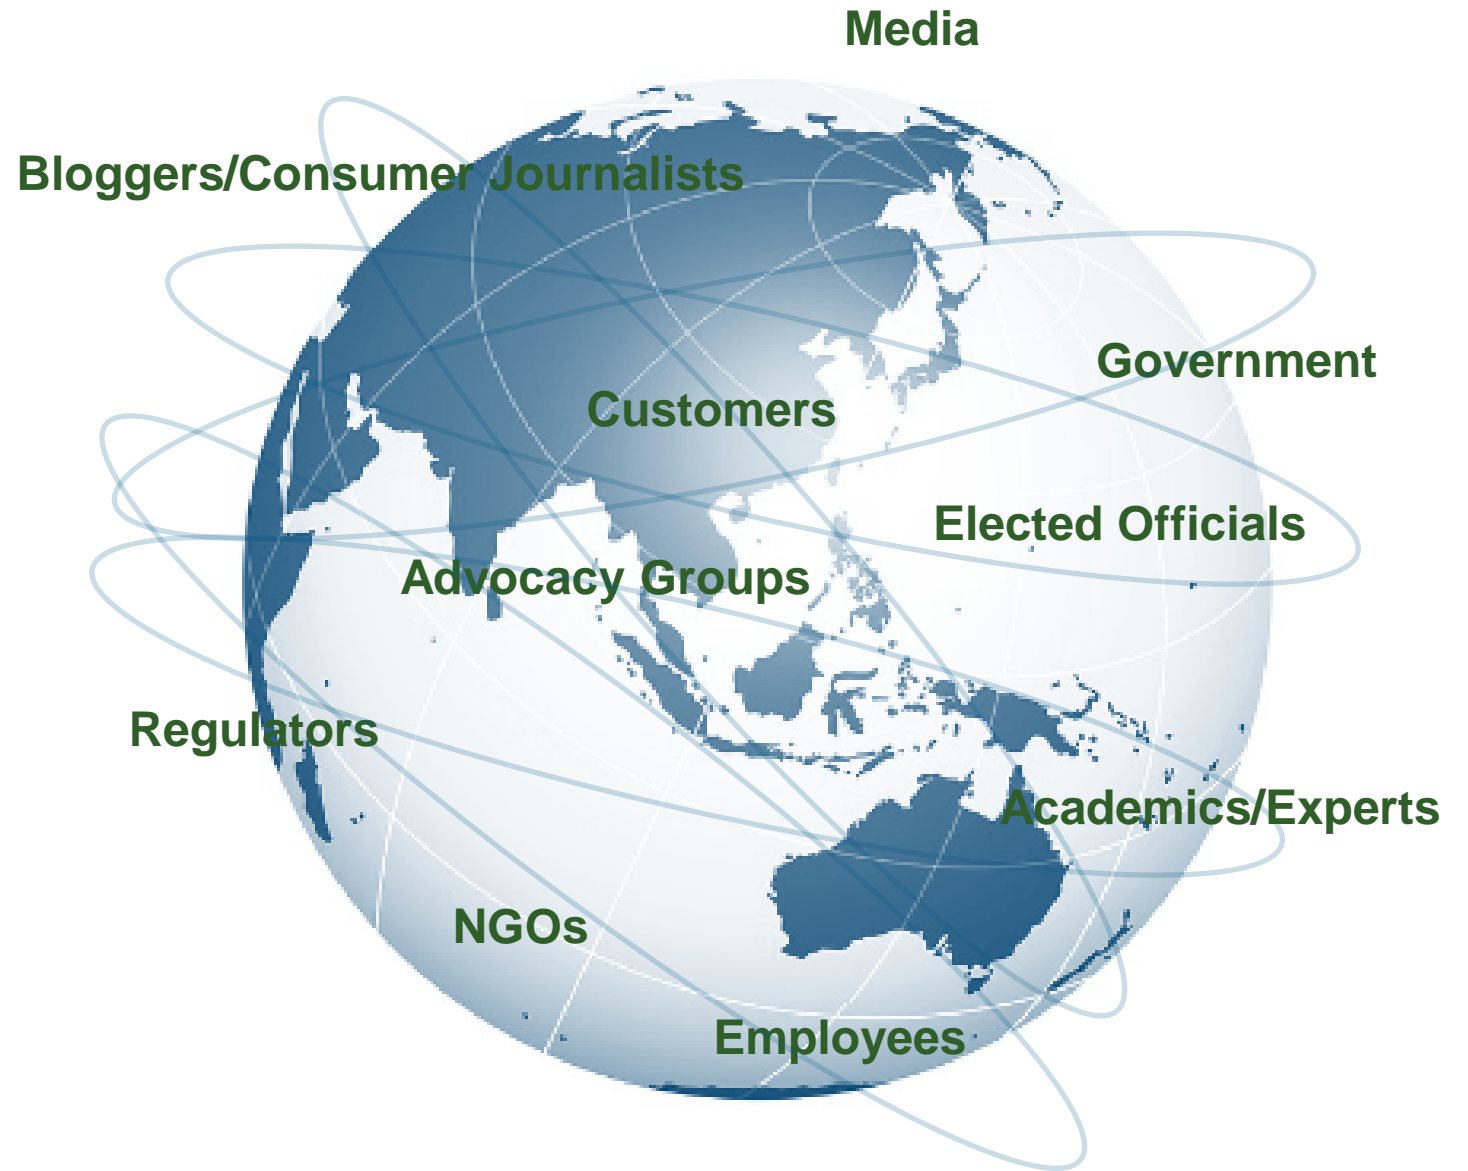 Media
Bloggers/Consumer Journalists
Government
Customers
Elected Officials
Advocacy Groups
Regulators
Academics/Experts
NGOs
Employees